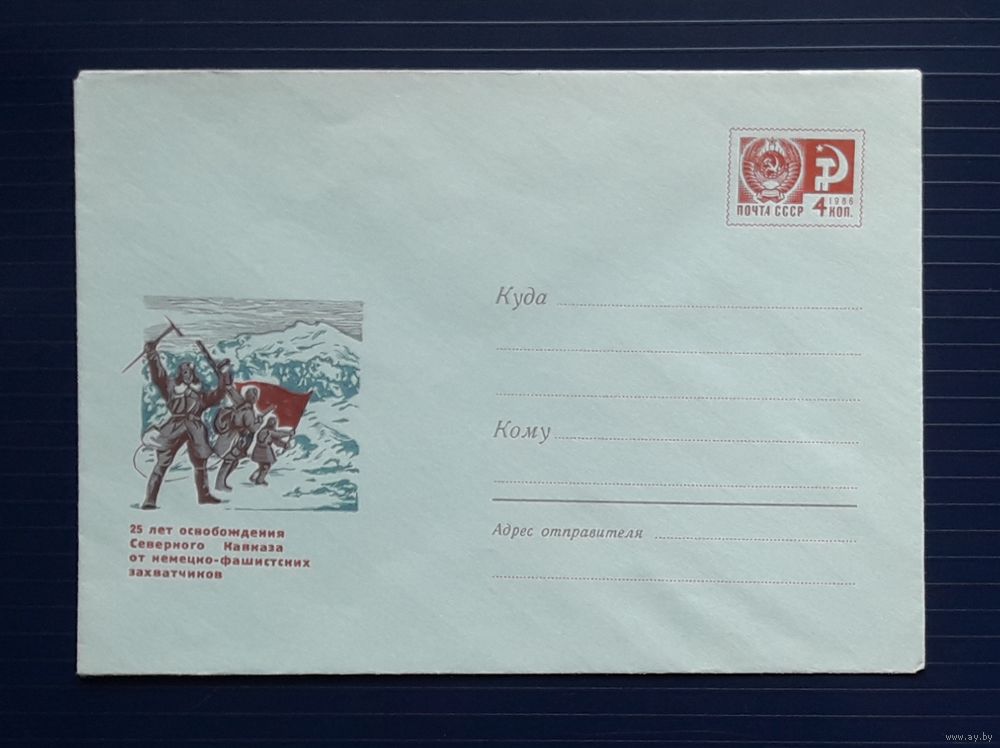 ПОЧТА СССР 4 1966 КОП.
Куда
Кому
Адрес отправителя
25 лет освобождения
Северного Кавказа
от немецко-фашистских
захватчиков
www.ay.by